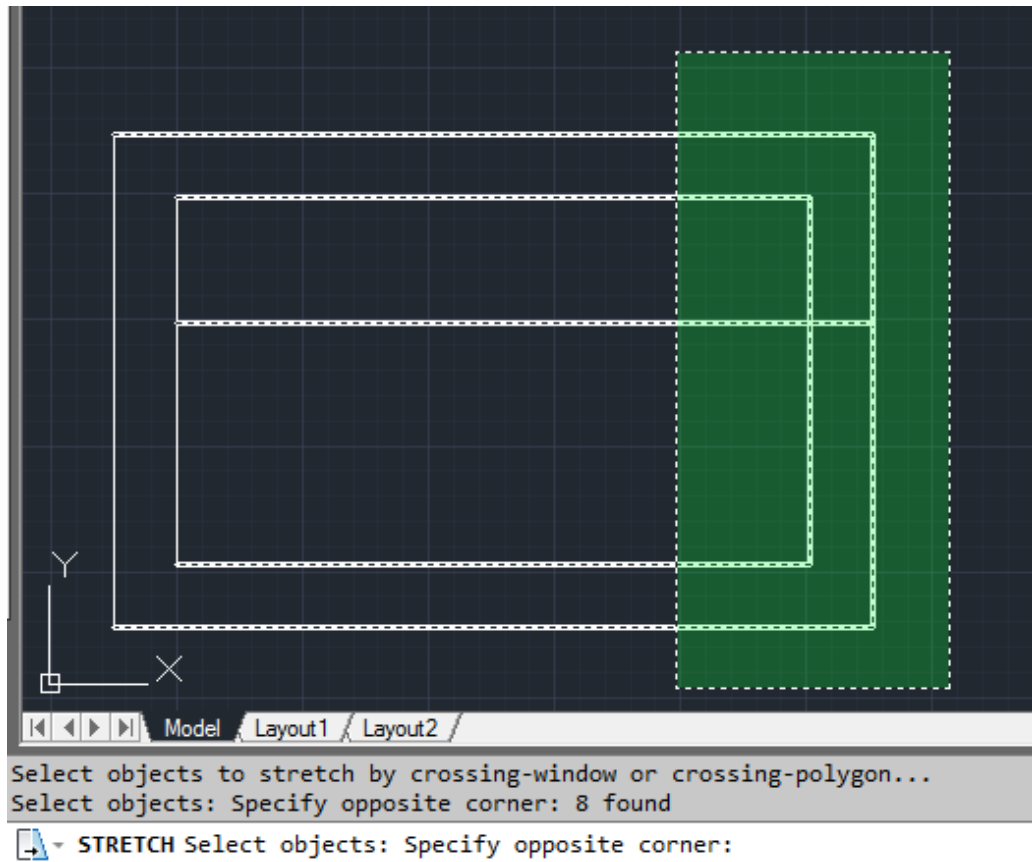 Y
X
Model Layout1 Layout2
Select objects to stretch by crossing-window or crossing-polygon...
Select objects: Specify opposite corner: 8 found
STRETCH Select objects: Specify opposite corner: